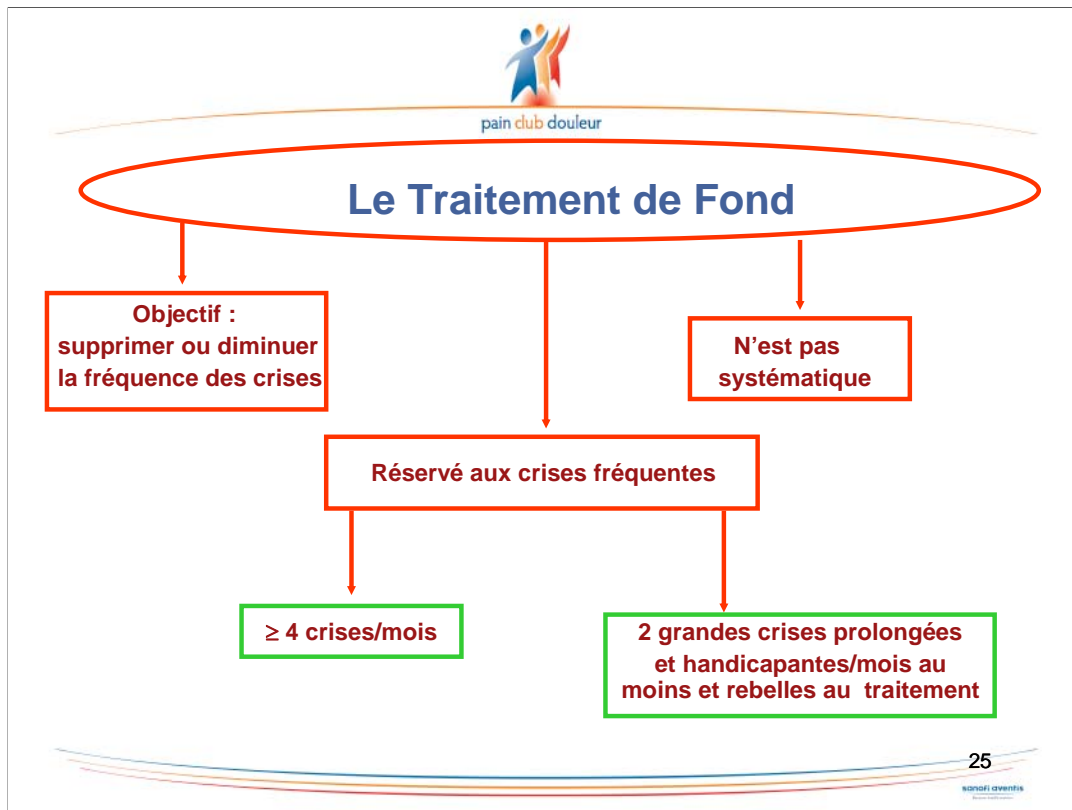 pain club douleur
Le Traitement de Fond
Objectif :
supprimer ou diminuer
la fréquence des crises
N’est pas
systématique
Réservé aux crises fréquentes
≥ 4 crises/mois
2 grandes crises prolongées
et handicapantes/mois au
moins et rebelles au traitement
25
sanofi aventis